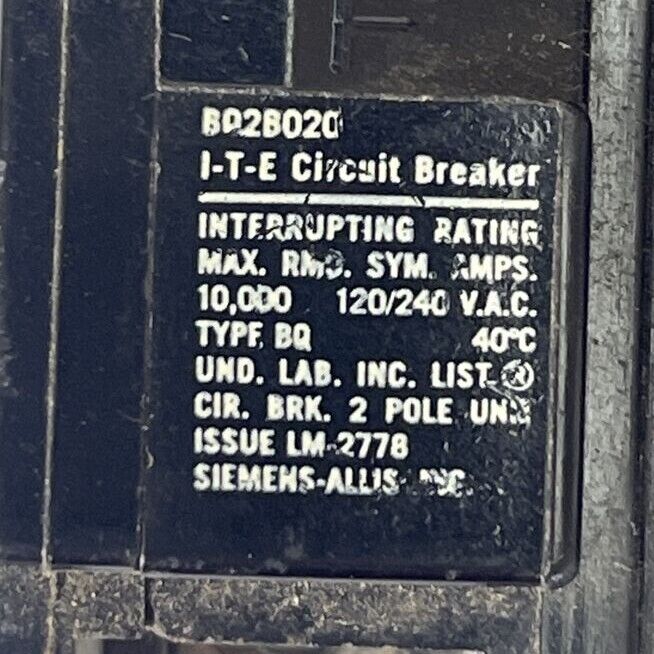 BQ2B020
I-T-E Circuit Breaker
INTERRUPTING RATING
MAX. RMS. SYM. AMPS.
10,000 120/240 V.A.C.
TYPE BQ 40°C
UND. LAB. INC. LIST.
CIR. BRK. 2 POLE UNIT
ISSUE LM-2778
SIEMENS-ALLIS INC.